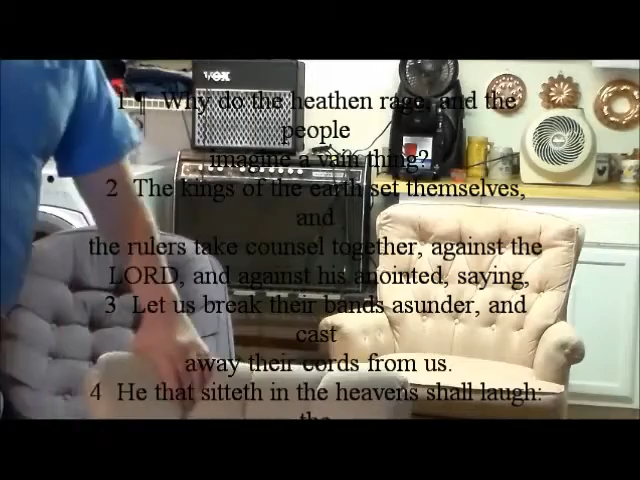 VOX
1 ¶ Why do the heathen rage, and the
people
imagine a vain thing?
2 The kings of the earth set themselves,
and
the rulers take counsel together, against the
LORD, and against his anointed, saying,
3 Let us break their bands asunder, and
cast
away their cords from us.
4 He that sitteth in the heavens shall laugh:
the